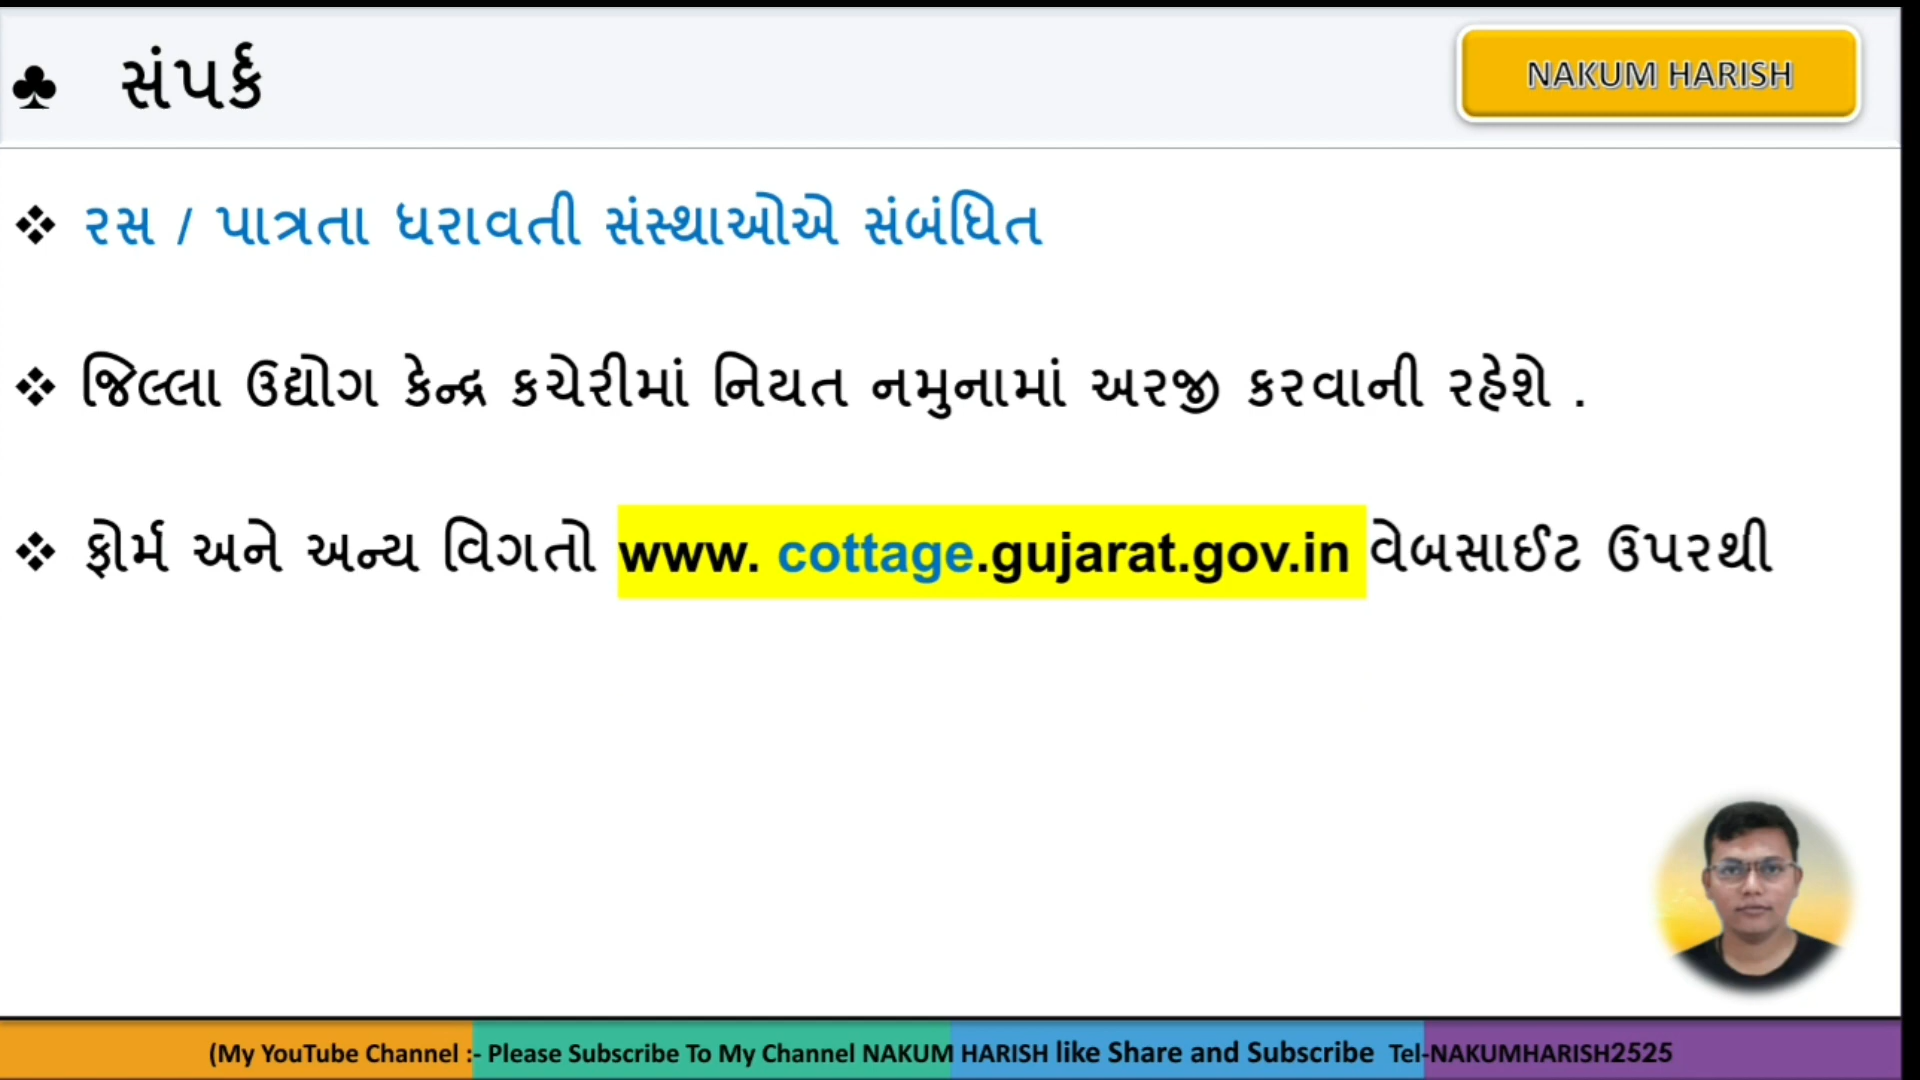 સંપર્ક
NAKUM HARISH
રસ / પાત્રતા ધરાવતી સંસ્થાઓએ સંબંધિત
જિલ્લા ઉદ્યોગ કેન્દ્ર કચેરીમાં નિયત નમુનામાં અરજી કરવાની રહેશે .
ફોર્મ અને અન્ય વિગતો www. cottage.gujarat.gov.in વેબસાઈટ ઉપરથી
(My YouTube Channel :- Please Subscribe To My Channel NAKUM HARISH like Share and Subscribe Tel-NAKUMHARISH2525